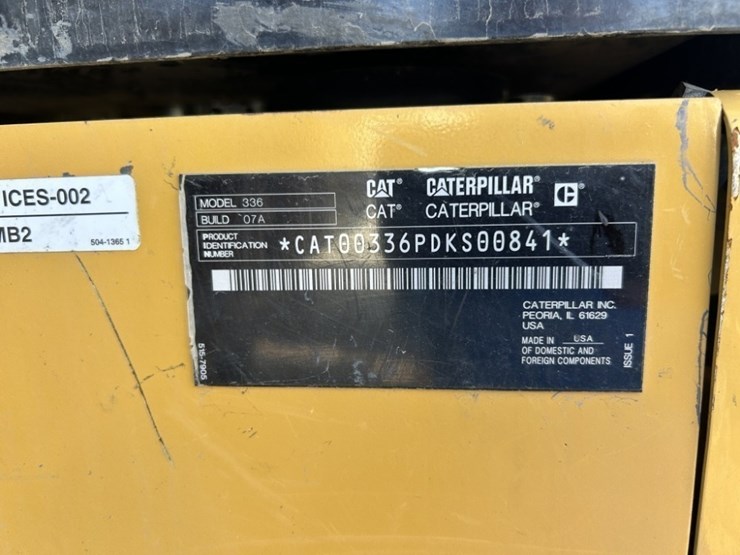 ICES-002
MB2
504-1365 1
CAT® CATERPILLAR®
CAT® CATERPILLAR®
MODEL 336
BUILD 07A
PRODUCT IDENTIFICATION NUMBER
*CAT00336PDKS00841*
CATERPILLAR INC.
PEORIA, IL 61629
USA
MADE IN USA
OF DOMESTIC AND
FOREIGN COMPONENTS
515-7905
ISSUE 1